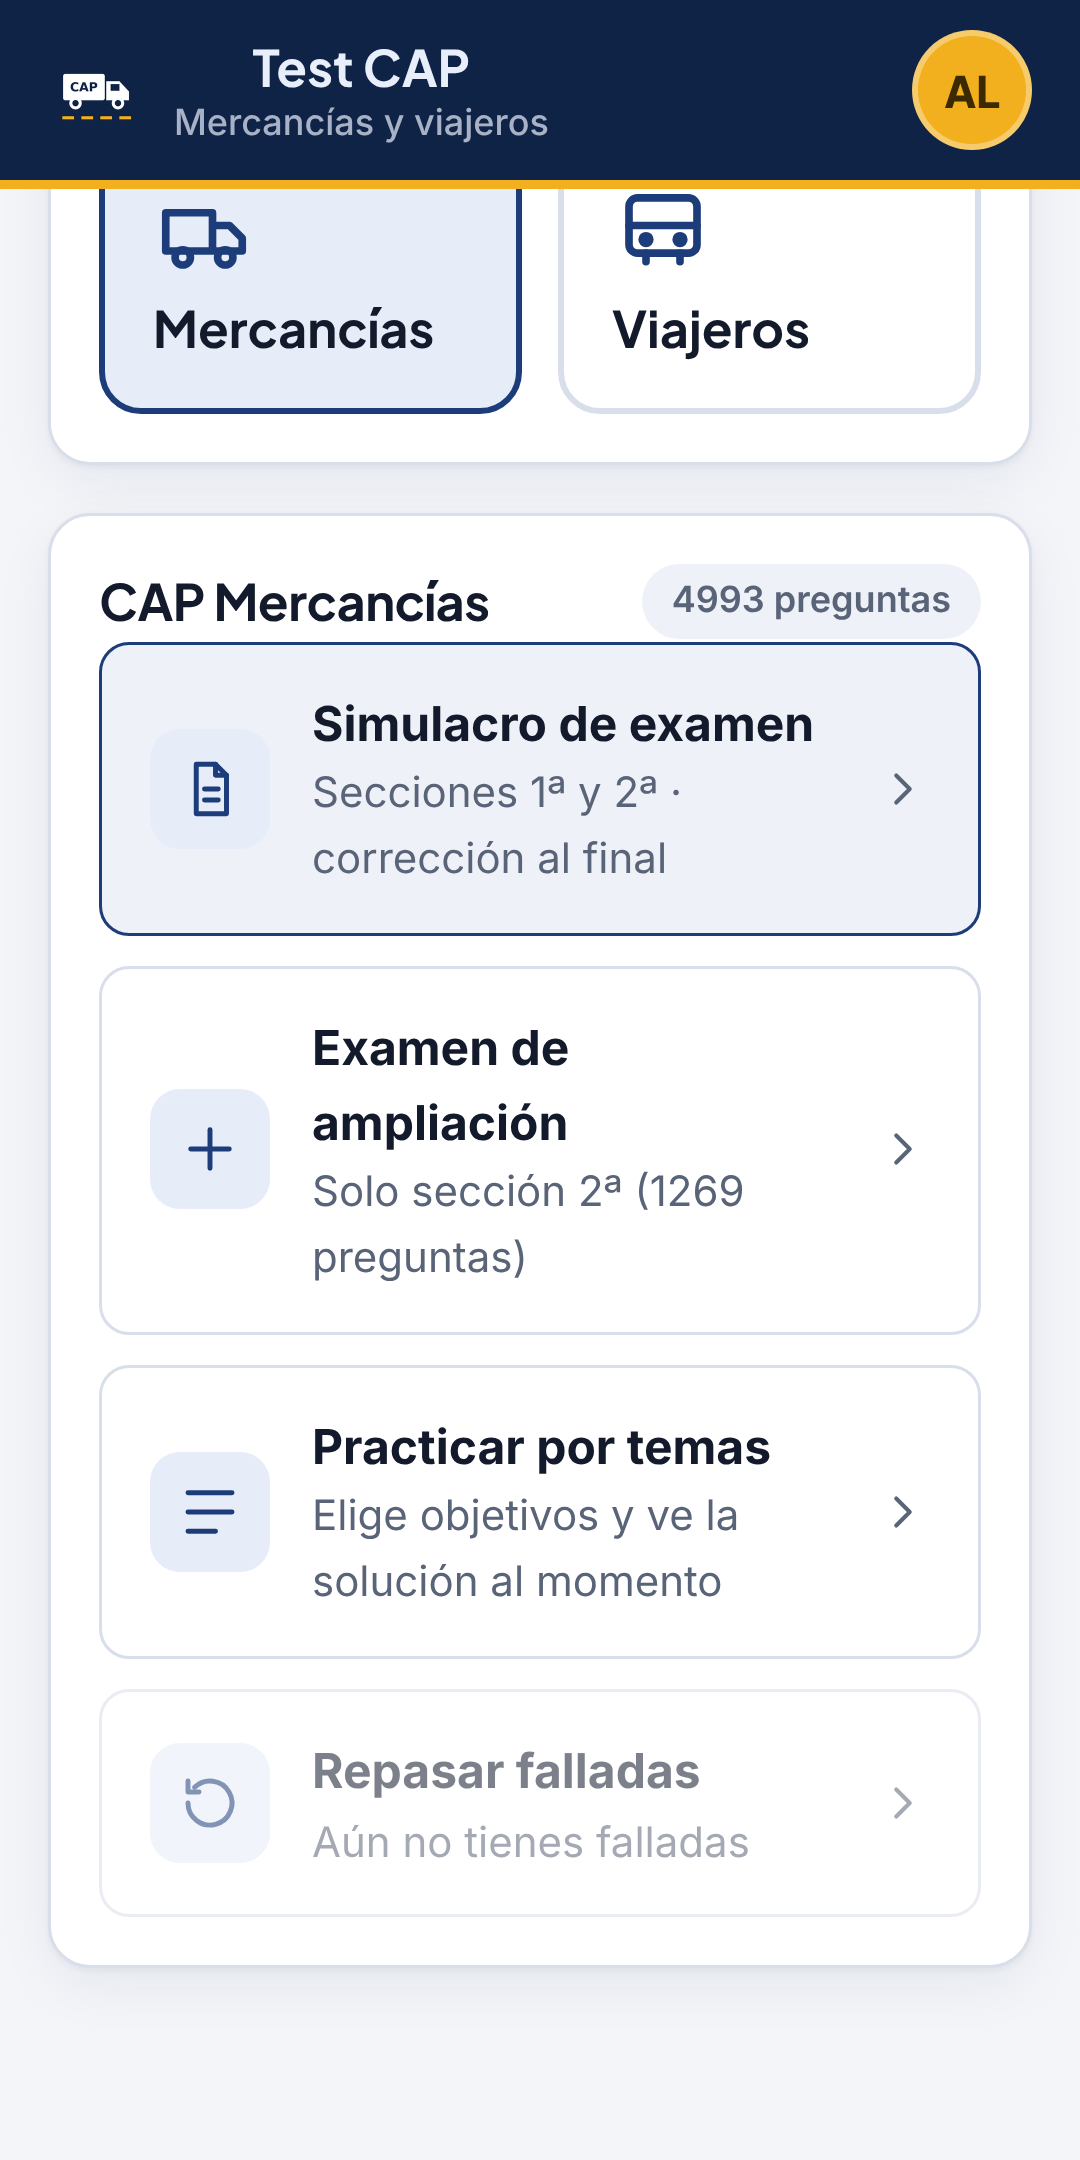 CAP
Test CAP
Mercancías y viajeros
AL
Mercancías
Viajeros
CAP Mercancías
4993 preguntas
Simulacro de examen
Secciones 1ª y 2ª ·
corrección al final
Examen de
ampliación
Solo sección 2ª (1269
preguntas)
Practicar por temas
Elige objetivos y ve la
solución al momento
Repasar falladas
Aún no tienes falladas